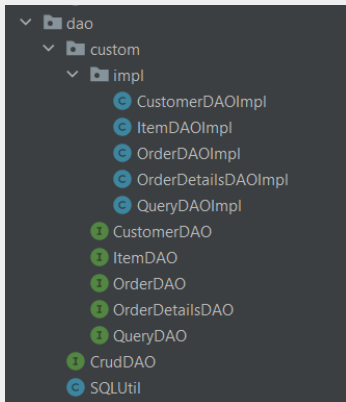 dao
custom
impl
CustomerDAOImpl
ItemDAOImpl
OrderDAOImpl
OrderDetailsDAOImpl
QueryDAOImpl
CustomerDAO
ItemDAO
OrderDAO
OrderDetailsDAO
QueryDAO
CrudDAO
SQLUtil